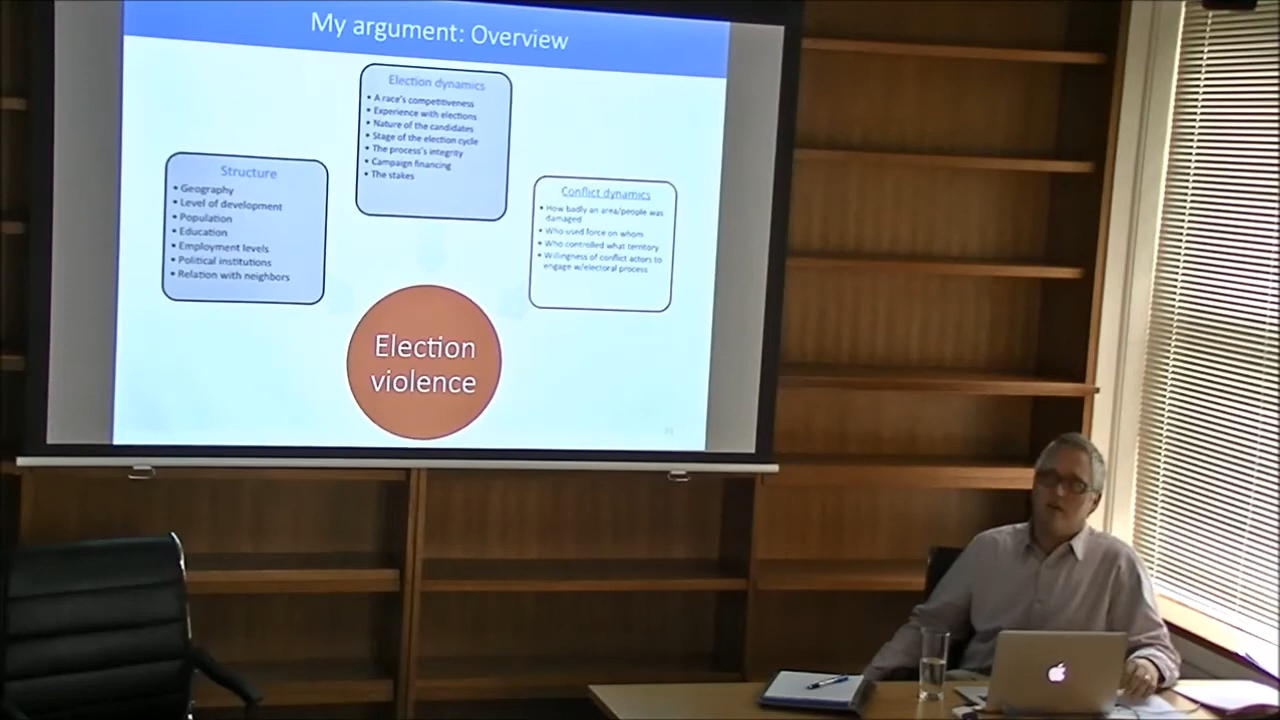 My argument: Overview
Election dynamics
• A race's competitiveness
• Experience with elections
• Nature of the candidates
• Stage of the election cycle
• The process's integrity
• Campaign financing
• The stakes
Structure
• Geography
• Level of development
• Population
• Education
• Employment levels
• Political institutions
• Relation with neighbors
Conflict dynamics
• How badly an area/people was
damaged
• Who used force on whom
• Who controlled what territory
• Willingness of conflict actors to
engage w/electoral process
Election
violence